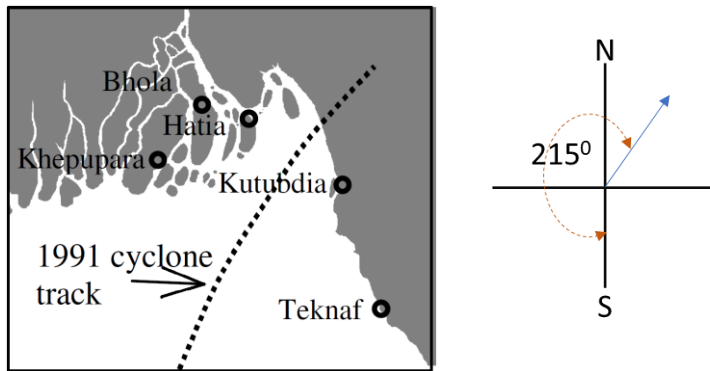 Bhola
Hatia
Khepupara
Kutubdia
1991 cyclone
track
Teknaf
N
215⁰
S